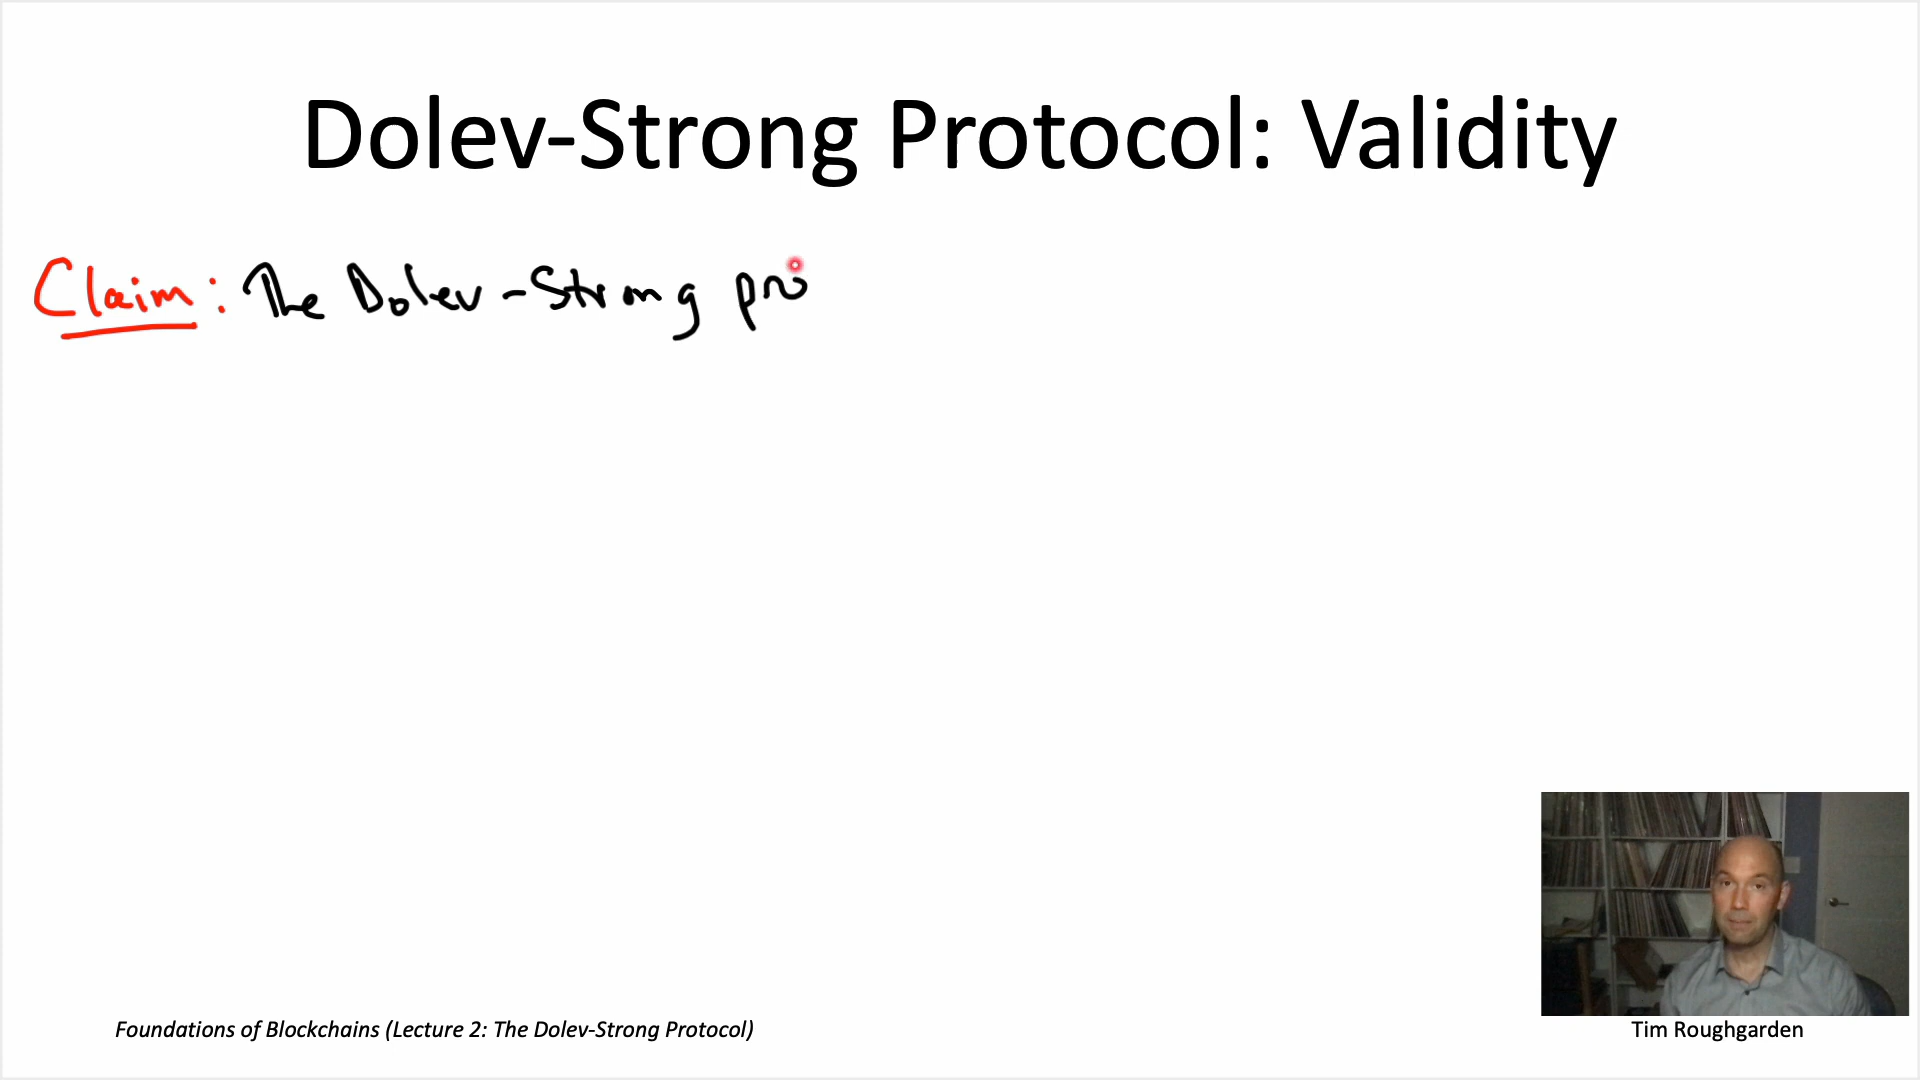 Dolev-Strong Protocol: Validity
Claim: The Dolev-Strong pro
Foundations of Blockchains (Lecture 2: The Dolev-Strong Protocol)
Tim Roughgarden